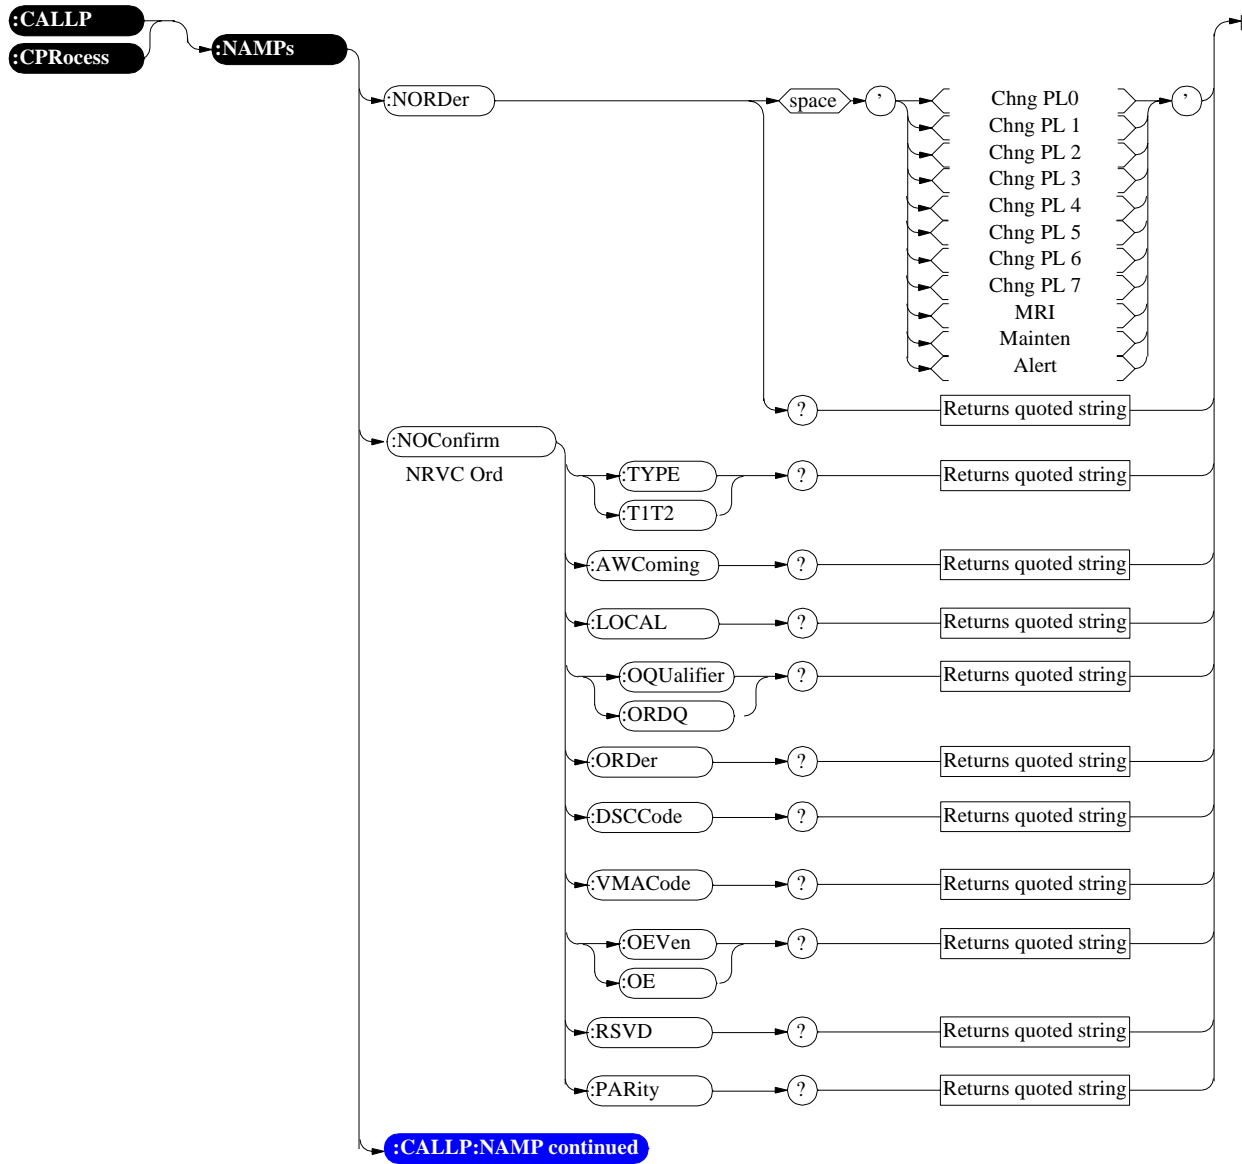 :CALLP
:CPRocess
:NAMPs
:NORDer
space
'
Chng PL0
'
Chng PL 1
Chng PL 2
Chng PL 3
Chng PL 4
Chng PL 5
Chng PL 6
Chng PL 7
MRI
Mainten
Alert
? Returns quoted string
:NOConfirm
NRVC Ord
:TYPE ? Returns quoted string
:T1T2
:AWComing ? Returns quoted string
:LOCAL ? Returns quoted string
:OQUalifier ? Returns quoted string
:ORDQ
:ORDer ? Returns quoted string
:DSCCode ? Returns quoted string
:VMACode ? Returns quoted string
:OEVen ? Returns quoted string
:OE
:RSVD ? Returns quoted string
:PARity ? Returns quoted string
:CALLP:NAMP continued